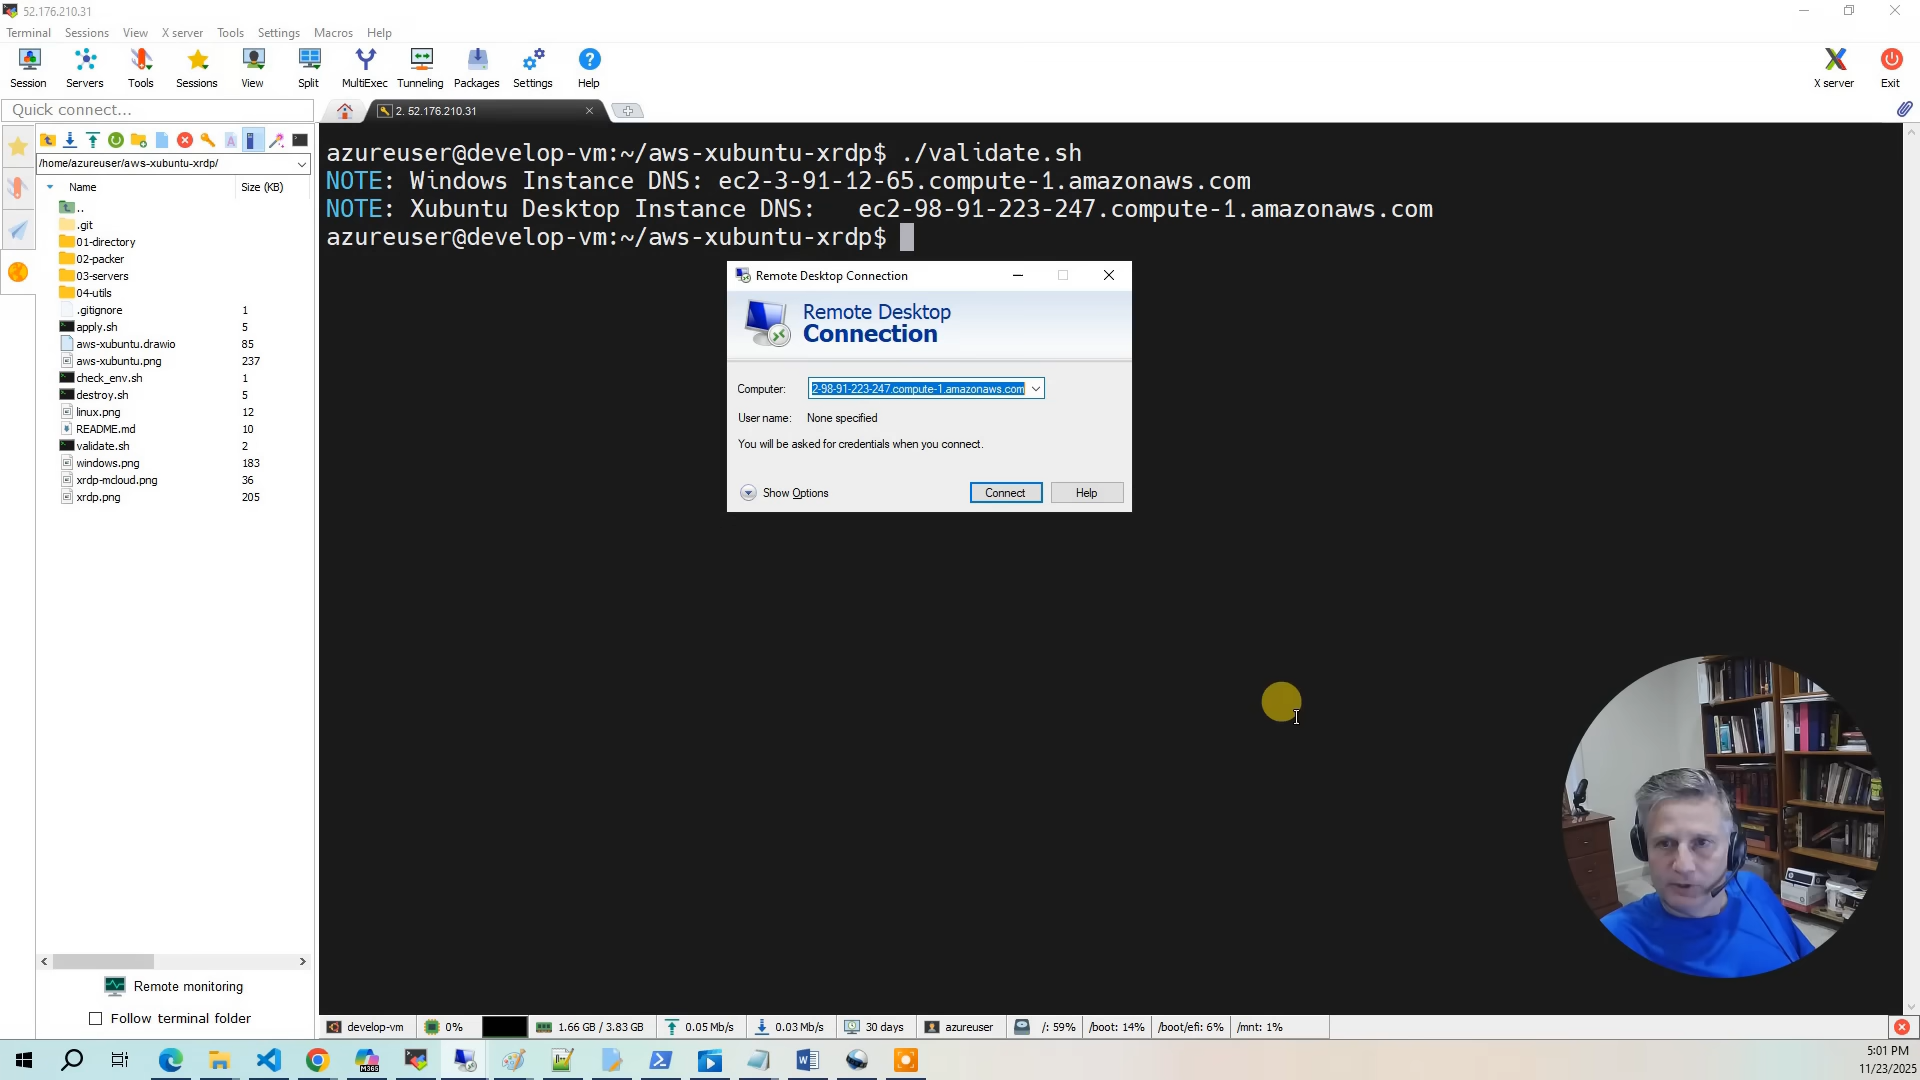 52.176.210.31
Terminal Sessions View X server Tools Settings Macros Help
Session Servers Tools Sessions View Split MultiExec Tunneling Packages Settings Help X server Exit
Quick connect...
2. 52.176.210.31
/home/azureuser/aws-xubuntu-xrdp/
Name Size (KB)
..
.git
01-directory
02-packer
03-servers
04-utils
.gitignore 1
apply.sh 5
aws-xubuntu.drawio 85
aws-xubuntu.png 237
check_env.sh 1
destroy.sh 5
linux.png 12
README.md 10
validate.sh 2
windows.png 183
xrdp-mcloud.png 36
xrdp.png 205
Remote monitoring
Follow terminal folder
azureuser@develop-vm:~/aws-xubuntu-xrdp$ ./validate.sh
NOTE: Windows Instance DNS: ec2-3-91-12-65.compute-1.amazonaws.com
NOTE: Xubuntu Desktop Instance DNS:   ec2-98-91-223-247.compute-1.amazonaws.com
azureuser@develop-vm:~/aws-xubuntu-xrdp$
Remote Desktop Connection
Remote Desktop
Connection
Computer: 2-98-91-223-247.compute-1.amazonaws.com
User name: None specified
You will be asked for credentials when you connect.
Show Options Connect Help
develop-vm 0% 1.66 GB / 3.83 GB 0.05 Mb/s 0.03 Mb/s 30 days azureuser /: 59% /boot: 14% /boot/efi: 6% /mnt: 1%
M365
5:01 PM
11/23/2025